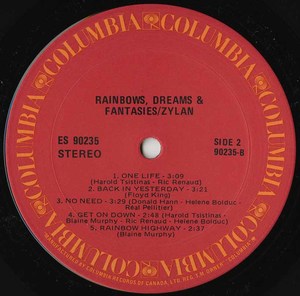 COLUMBIA COLUMBIA COLUMBIA COLUMBIA COLUMBIA COLUMBIA
RAINBOWS, DREAMS &
FANTASIES/ZYLAN
ES 90235
STEREO
SIDE 2
90235-B
1. ONE LIFE - 3:09
(Harold Tsistinas - Ric Renaud)
2. BACK IN YESTERDAY - 3:21
(Floyd King)
3. NO NEED - 3:29 (Donald Hann - Helene Bolduc -
Real Pelletier)
4. GET ON DOWN - 2:48 (Harold Tsistinas -
Blaine Murphy - Ric Renaud - Helene Bolduc)
5. RAINBOW HIGHWAY - 2:37
(Blaine Murphy)